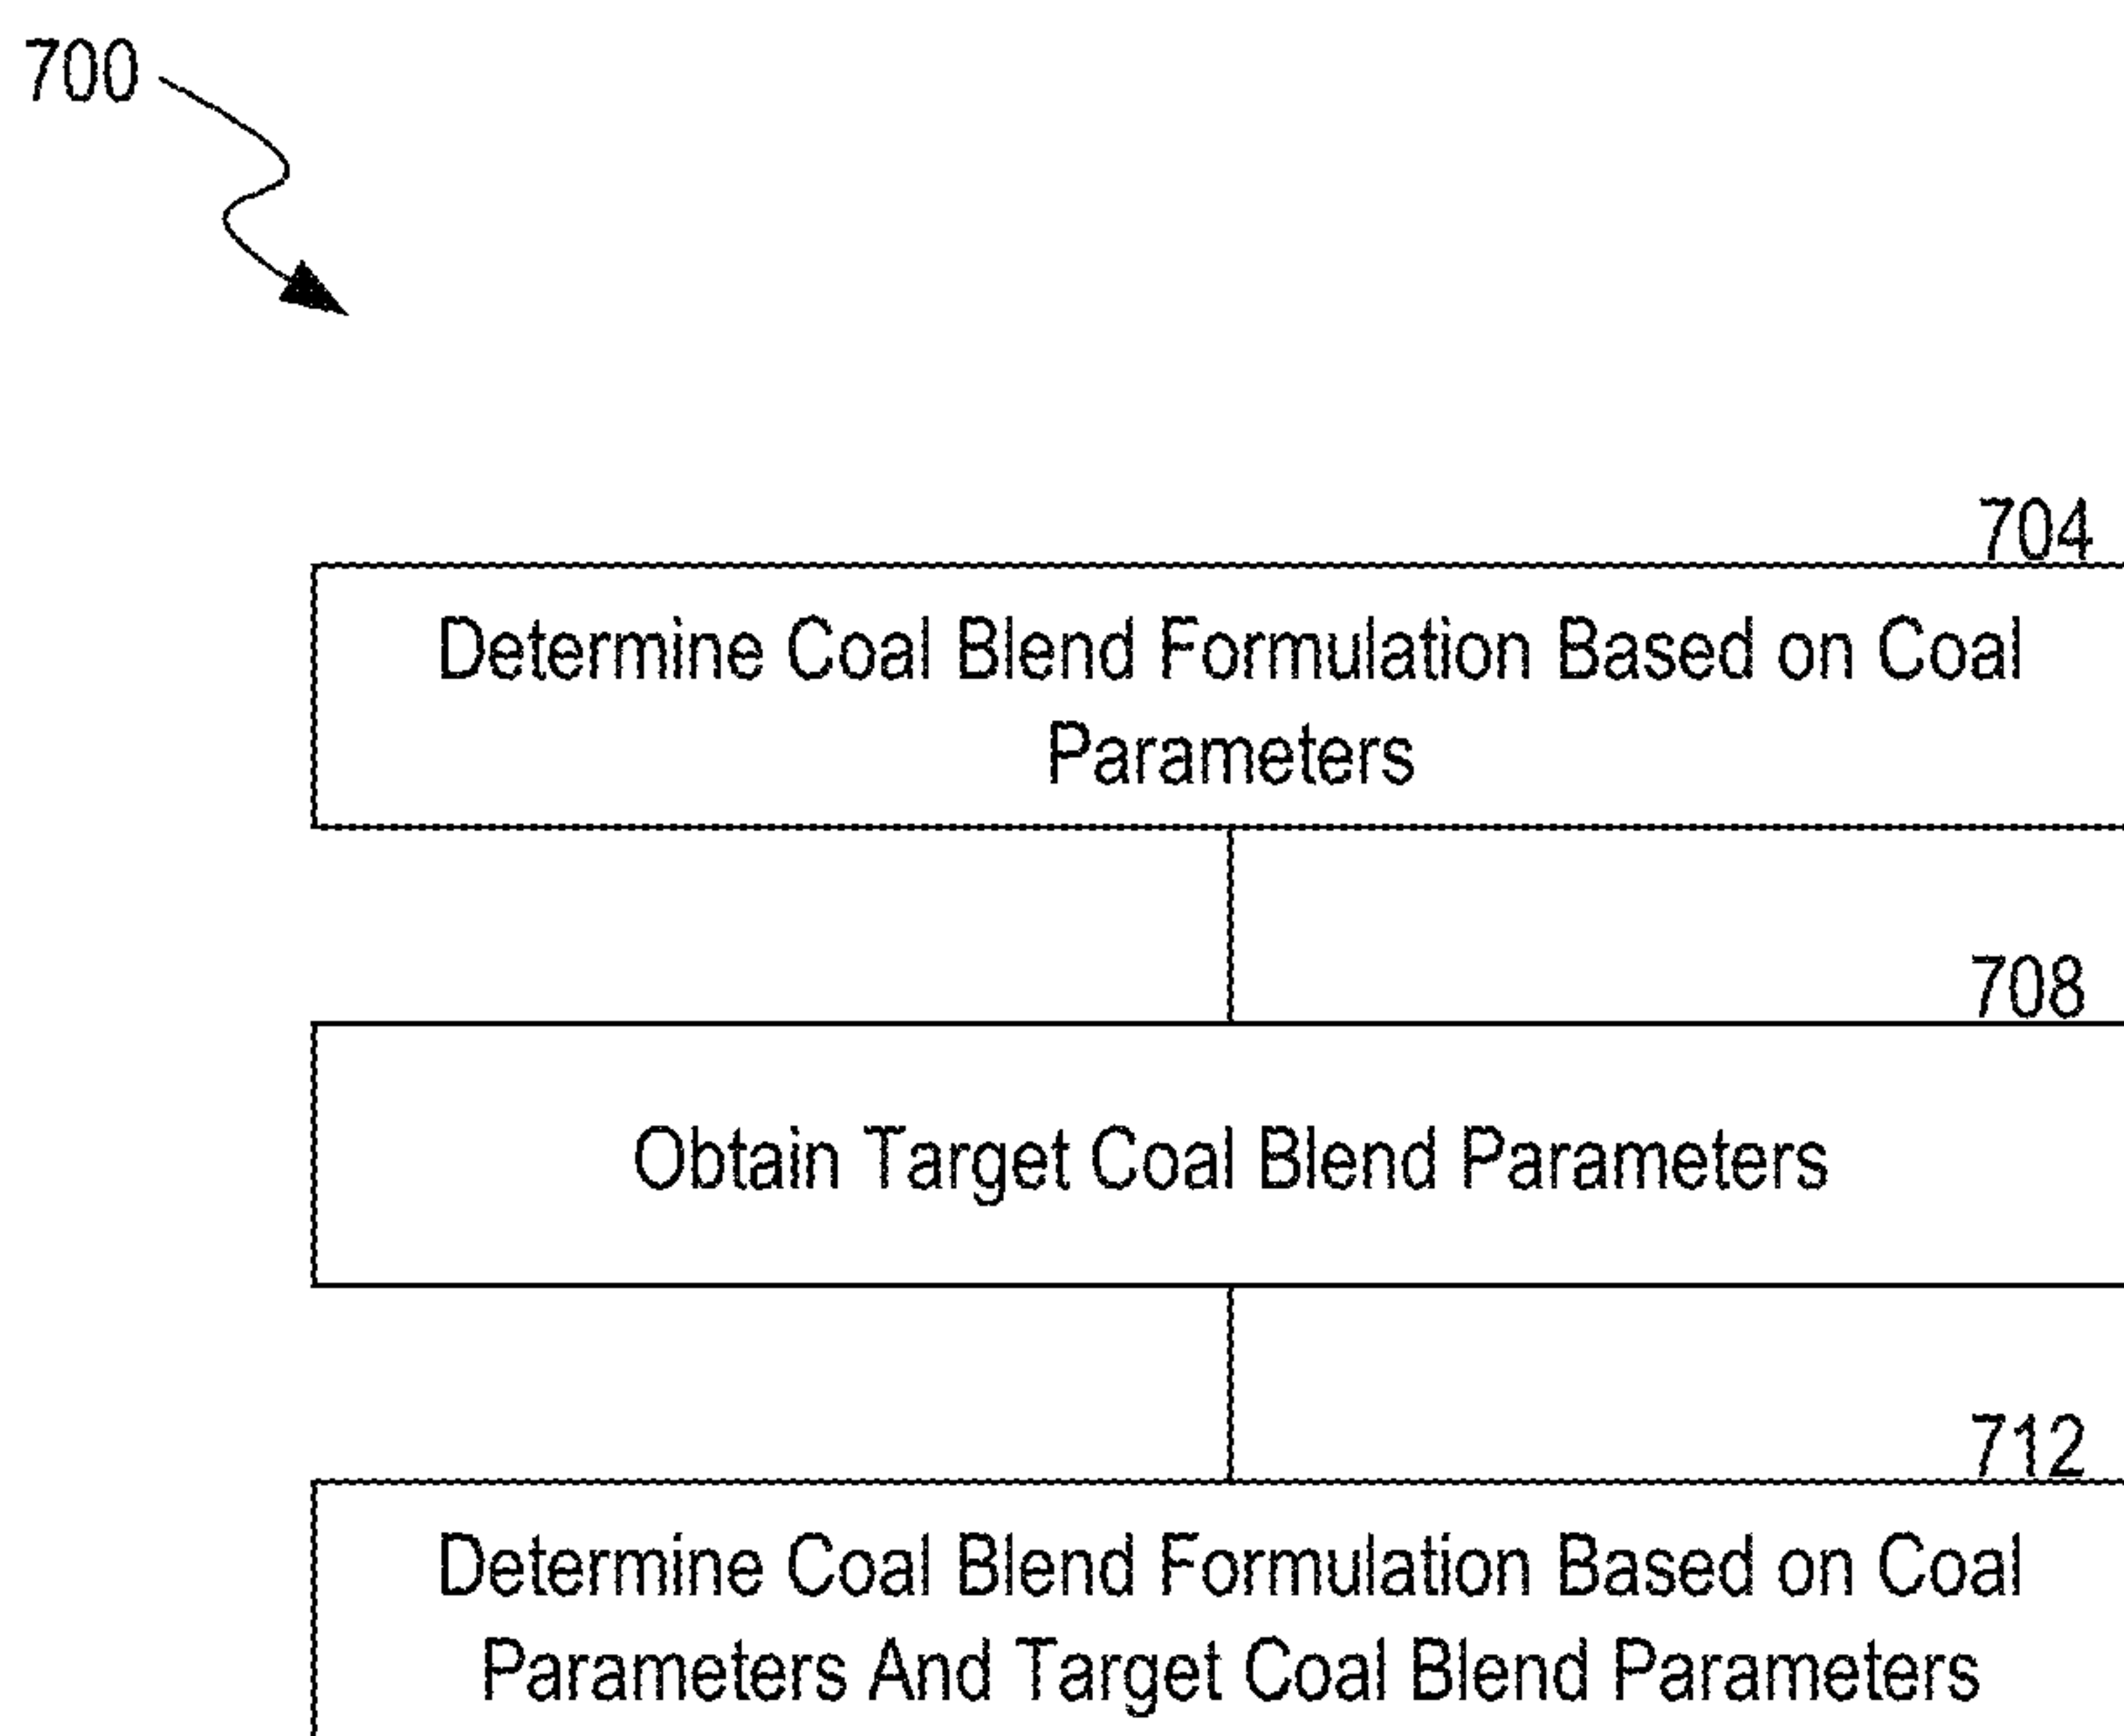 700
704
Determine Coal Blend Formulation Based on Coal
Parameters
708
Obtain Target Coal Blend Parameters
712
Determine Coal Blend Formulation Based on Coal
Parameters And Target Coal Blend Parameters